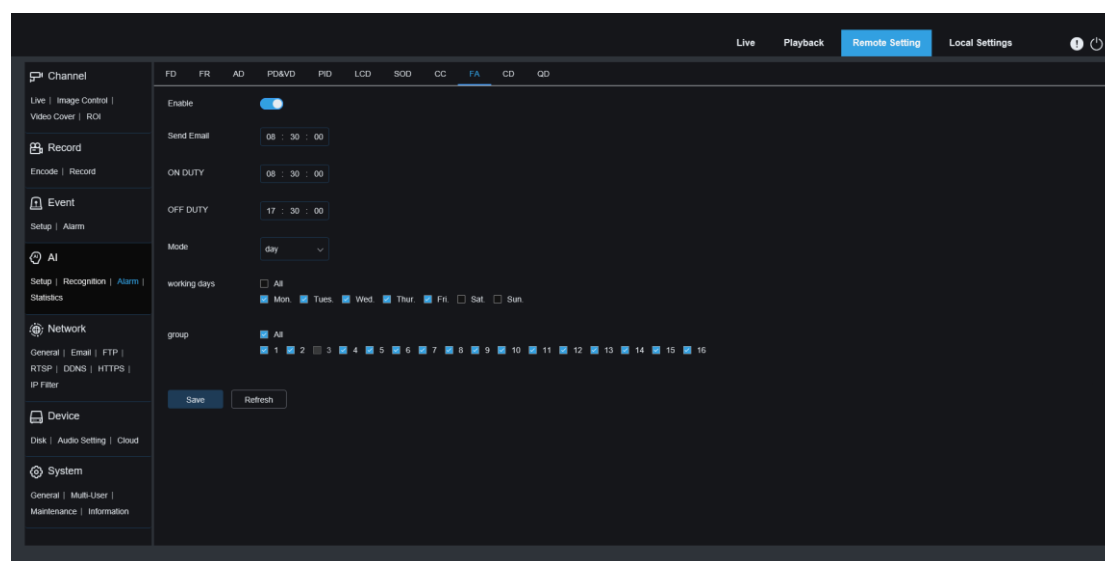 Live Playback Remote Setting Local Settings
Channel
Live | Image Control |
Video Cover | ROI
Record
Encode | Record
Event
Setup | Alarm
AI
Setup | Recognition | Alarm |
Statistics
Network
General | Email | FTP |
RTSP | DDNS | HTTPS |
IP Filter
Device
Disk | Audio Setting | Cloud
System
General | Multi-User |
Maintenance | Information
FD FR AD PD&VD PID LCD SOD CC FA CD QD
Enable
Send Email 08 : 30 : 00
ON DUTY 08 : 30 : 00
OFF DUTY 17 : 30 : 00
Mode day
working days All
Mon. Tues. Wed. Thur. Fri. Sat. Sun.
group All
1 2 3 4 5 6 7 8 9 10 11 12 13 14 15 16
Save Refresh